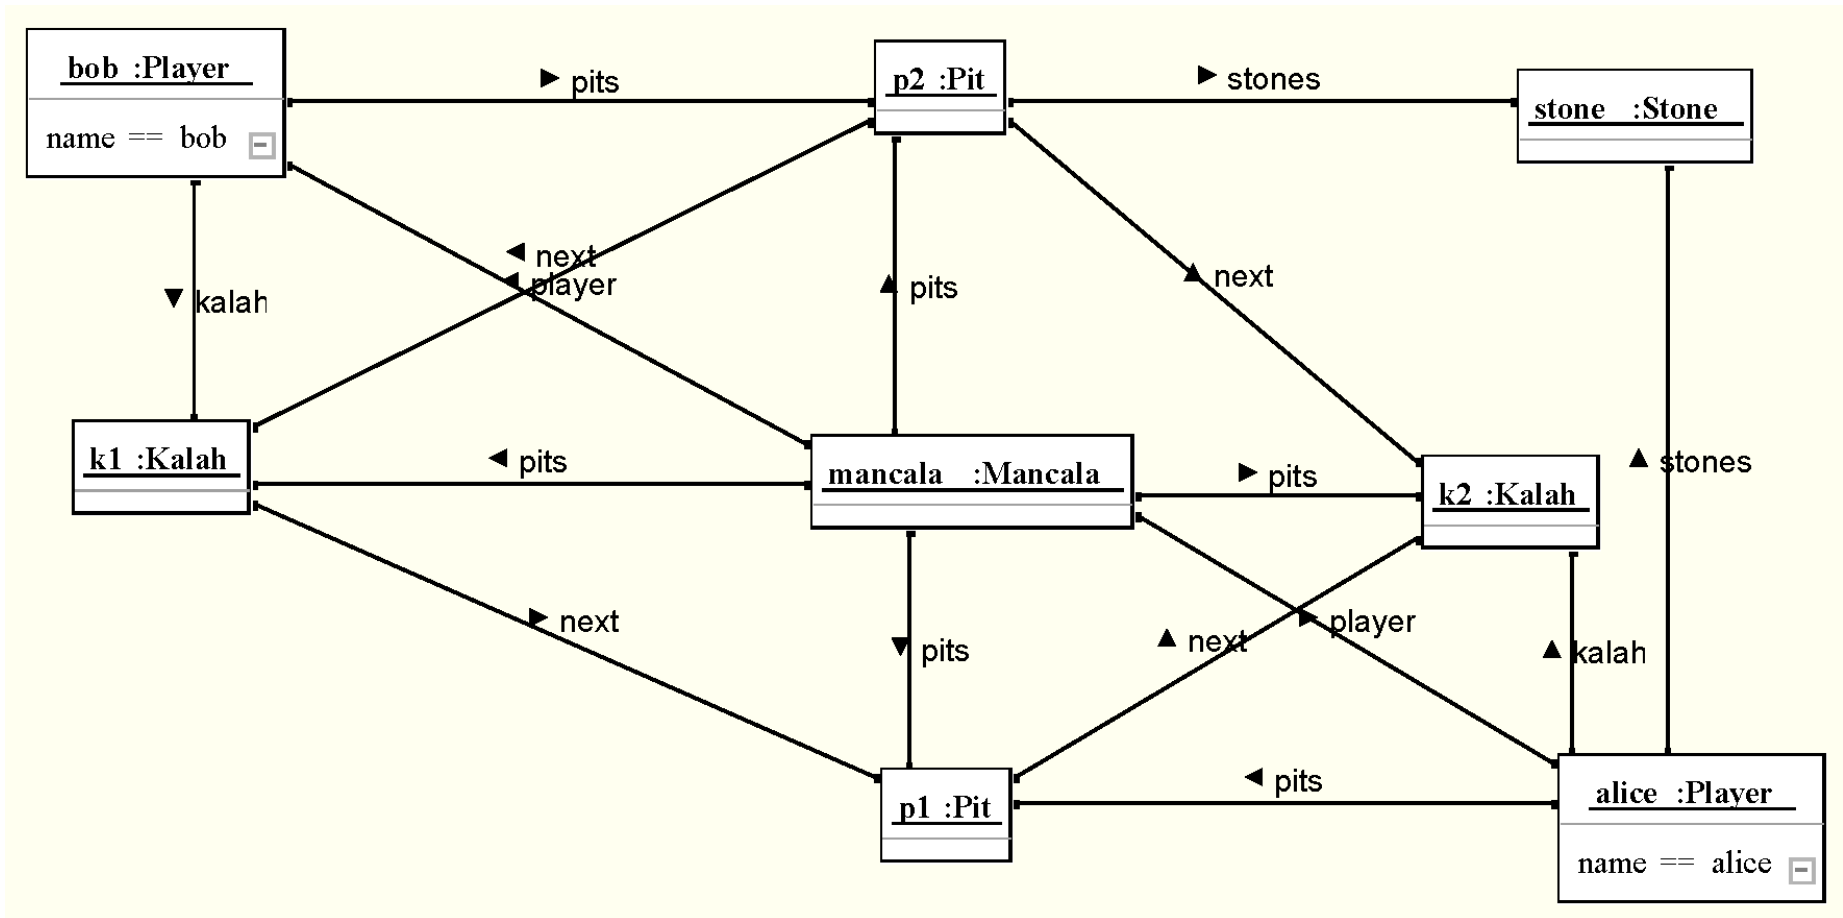 bob :Player
name == bob
pits
p2 :Pit
stones
stone :Stone
next
player
kalah
pits
next
k1 :Kalah
pits
mancala :Mancala
pits
k2 :Kalah
stones
next
pits
next
player
kalah
p1 :Pit
pits
alice :Player
name == alice